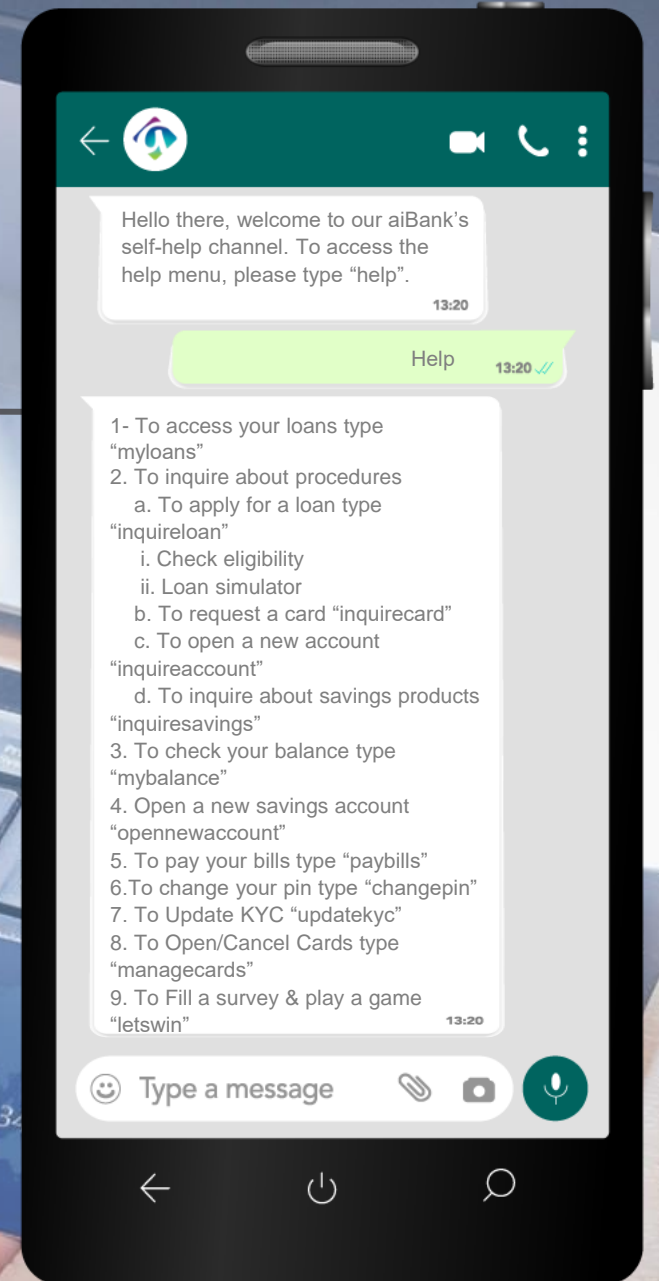 Hello there, welcome to our aiBank’s
self-help channel. To access the
help menu, please type “help”.
13:20
Help
13:20
1- To access your loans type
“myloans”
2. To inquire about procedures
a. To apply for a loan type
“inquireloan”
i. Check eligibility
ii. Loan simulator
b. To request a card “inquirecard”
c. To open a new account
“inquireaccount”
d. To inquire about savings products
“inquiresavings”
3. To check your balance type
“mybalance”
4. Open a new savings account
“opennewaccount”
5. To pay your bills type “paybills”
6.To change your pin type “changepin”
7. To Update KYC “updatekyc”
8. To Open/Cancel Cards type
“managecards”
9. To Fill a survey & play a game
“letswin”
13:20
Type a message